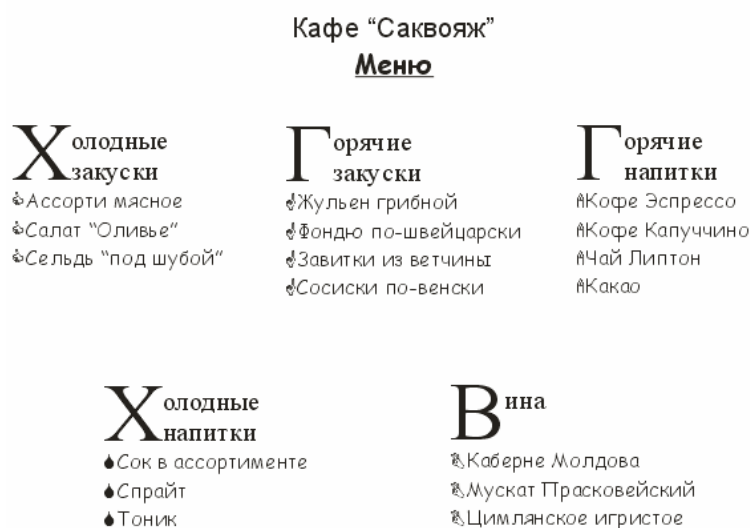 Кафе “Саквояж”
Меню
Холодные
закуски
Ассорти мясное
Салат “Оливье”
Сельдь “под шубой”
Горячие
закуски
Жульен грибной
Фондю по-швейцарски
Завитки из ветчины
Сосиски по-венски
Горячие
напитки
Кофе Эспрессо
Кофе Капуччино
Чай Липтон
Какао
Холодные
напитки
Сок в ассортименте
Спрайт
Тоник
Вина
Каберне Молдова
Мускат Прасковейский
Цимлянское игристое